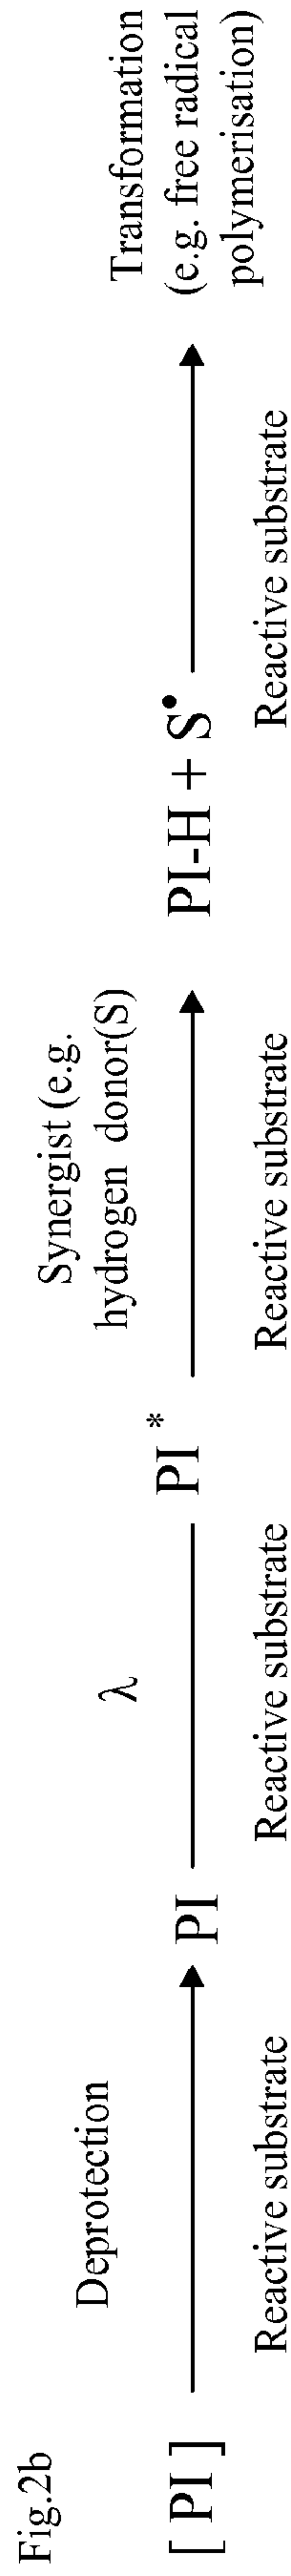 Fig.2b
[ PI ]
Deprotection
Reactive substrate
PI
λ
Reactive substrate
PI *
Synergist (e.g.
hydrogen donor(S)
Reactive substrate
PI-H + S•
Reactive substrate
Transformation
(e.g. free radical
polymerisation)